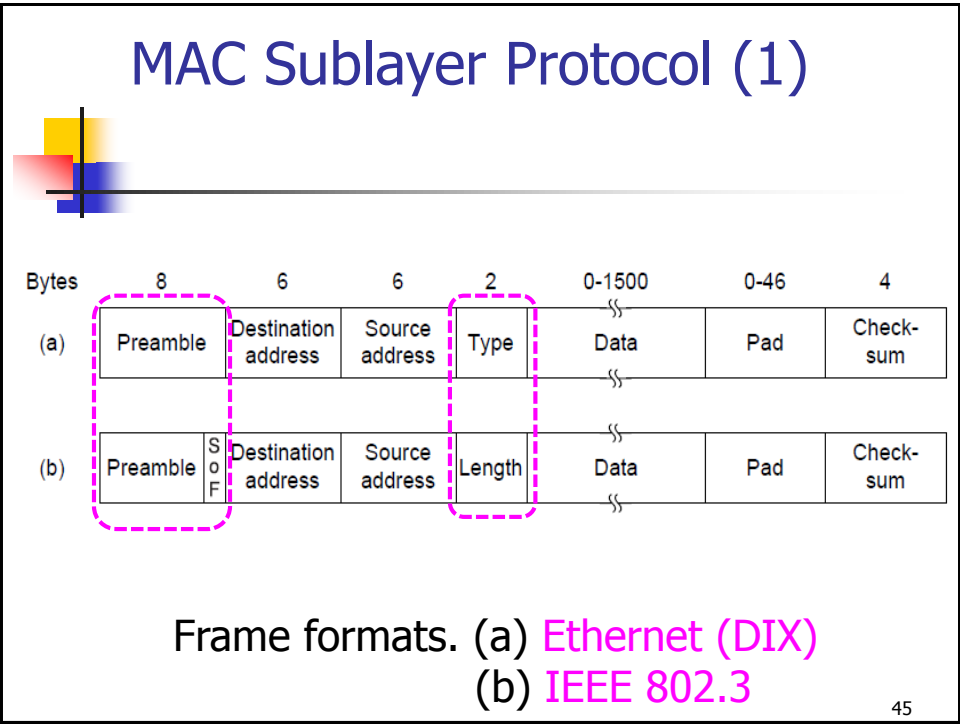 MAC Sublayer Protocol (1)
Bytes 8 6 6 2 0-1500 0-46 4
(a) Preamble Destination address Source address Type Data Pad Check-sum
(b) Preamble SoF Destination address Source address Length Data Pad Check-sum
Frame formats. (a) Ethernet (DIX)
(b) IEEE 802.3
45